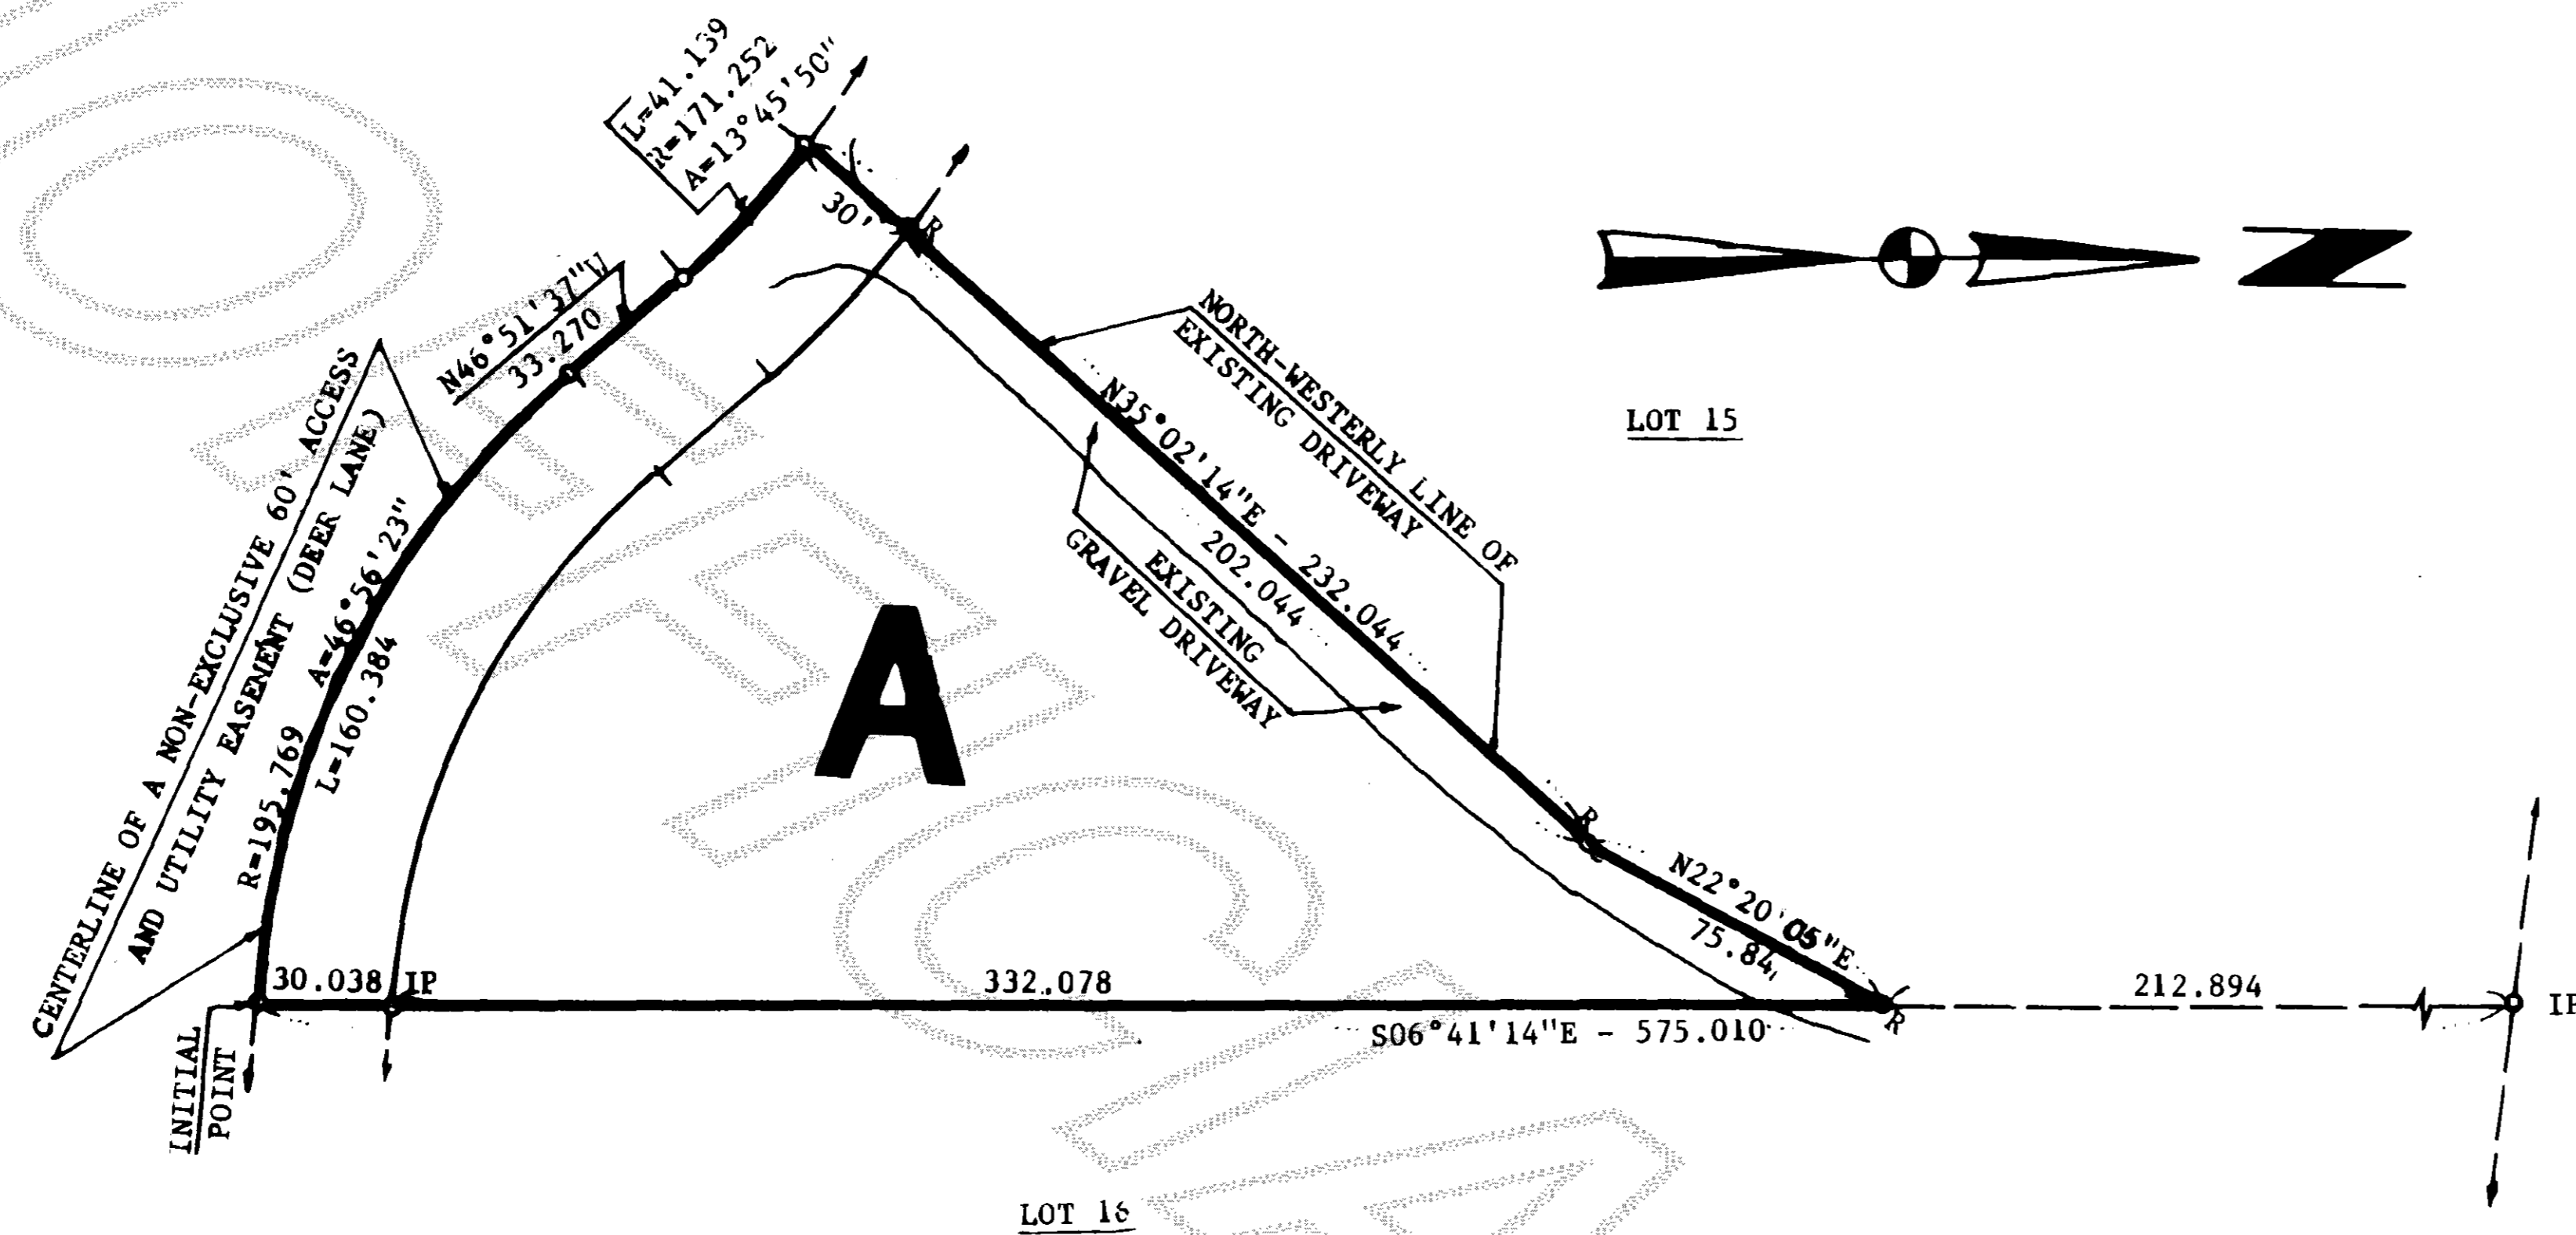 L=41.139
R=171.252
A=13°45'50"
30'
N46°51'37"W
33.270
CENTERLINE OF A NON-EXCLUSIVE 60' ACCESS
AND UTILITY EASEMENT (DEER LANE)
R=195.769 A=46°56'23"
L=160.384
R
NORTH-WESTERLY LINE OF
EXISTING DRIVEWAY
N35°02'14"E - 232.044
202.044
EXISTING
GRAVEL DRIVEWAY
N
LOT 15
A
R
N22°20'05"E
75.84
30.038 IP
332.078
212.894
S06°41'14"E - 575.010
R
INITIAL
POINT
LOT 16